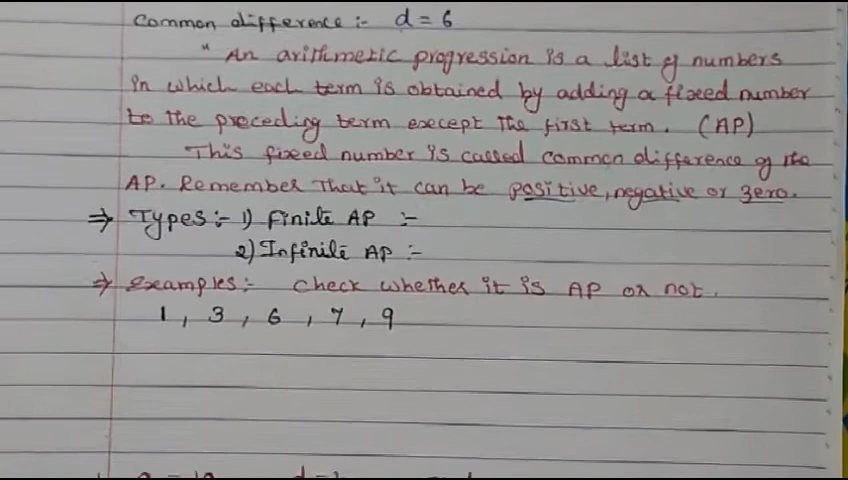 Common difference :- d = 6
" An arithmetic progression is a list of numbers
in which each term is obtained by adding a fixed number
to the preceding term except the first term. (AP)
This fixed number is called common difference of the
AP. Remember that it can be positive, negative or zero.
⇒ Types :- 1) Finite AP :-
2) Infinite AP :-
⇒ examples :- Check whether it is AP or not.
1 , 3 , 6 , 7 , 9